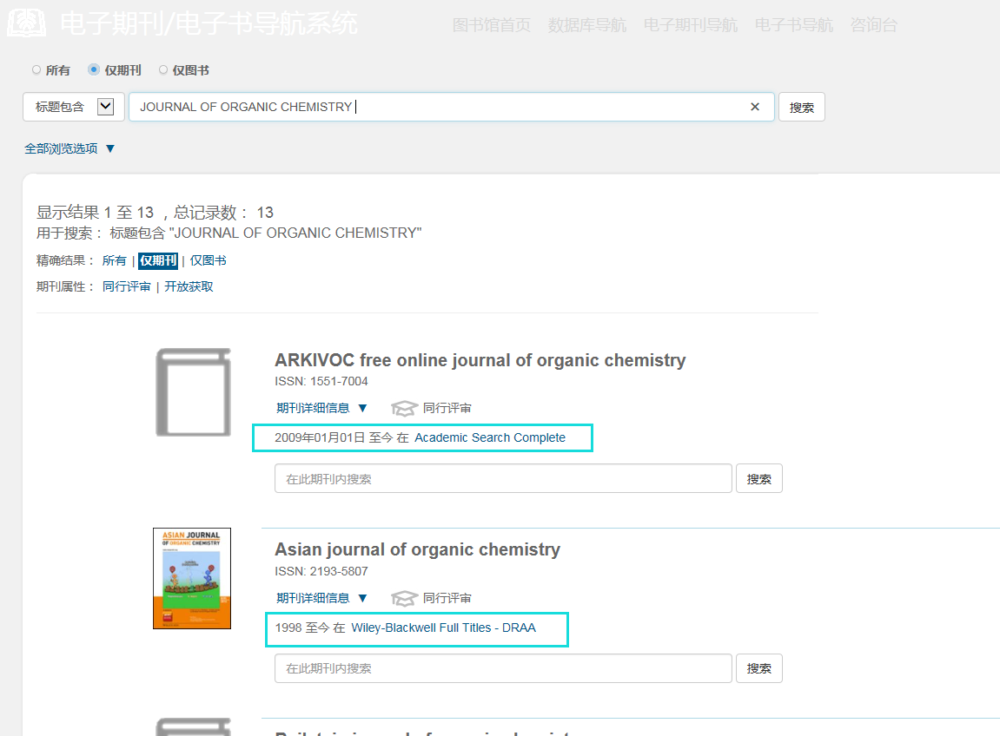 电子期刊/电子书导航系统
图书馆首页 数据库导航 电子期刊导航 电子书导航 咨询台
所有 仅期刊 仅图书
标题包含 JOURNAL OF ORGANIC CHEMISTRY ✕ 搜索
全部浏览选项 ▼
显示结果 1 至 13 ，总记录数： 13
用于搜索： 标题包含 "JOURNAL OF ORGANIC CHEMISTRY"
精确结果： 所有 | 仅期刊 | 仅图书
期刊属性： 同行评审 | 开放获取
ARKIVOC free online journal of organic chemistry
ISSN: 1551-7004
期刊详细信息 ▼ 同行评审
2009年01月01日 至今 在 Academic Search Complete
在此期刊内搜索 搜索
ASIAN JOURNAL
OF ORGANIC CHEMISTRY
Asian journal of organic chemistry
ISSN: 2193-5807
期刊详细信息 ▼ 同行评审
1998 至今 在 Wiley-Blackwell Full Titles - DRAA
在此期刊内搜索 搜索